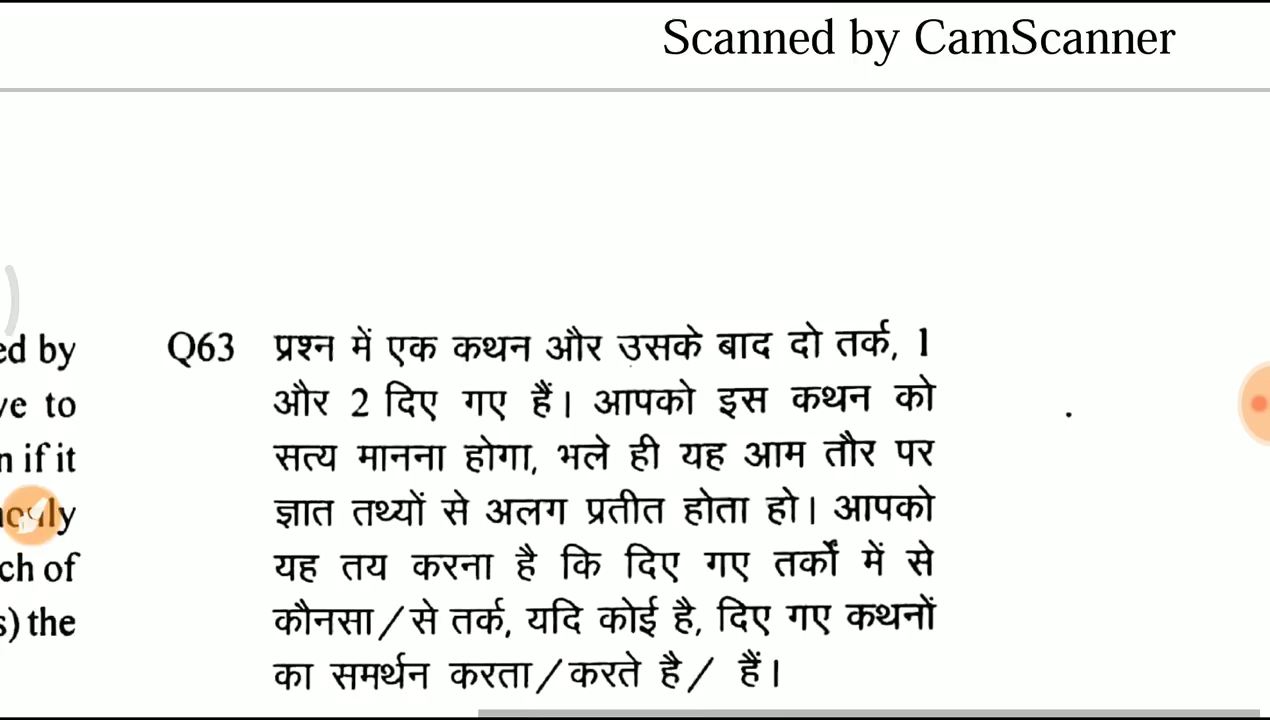 Scanned by CamScanner
ed by
ve to
n if it
ch of
s) the
Q63 प्रश्न में एक कथन और उसके बाद दो तर्क, 1
और 2 दिए गए हैं। आपको इस कथन को
सत्य मानना होगा, भले ही यह आम तौर पर
ज्ञात तथ्यों से अलग प्रतीत होता हो। आपको
यह तय करना है कि दिए गए तर्कों में से
कौनसा/से तर्क, यदि कोई है, दिए गए कथनों
का समर्थन करता/करते है/ हैं।